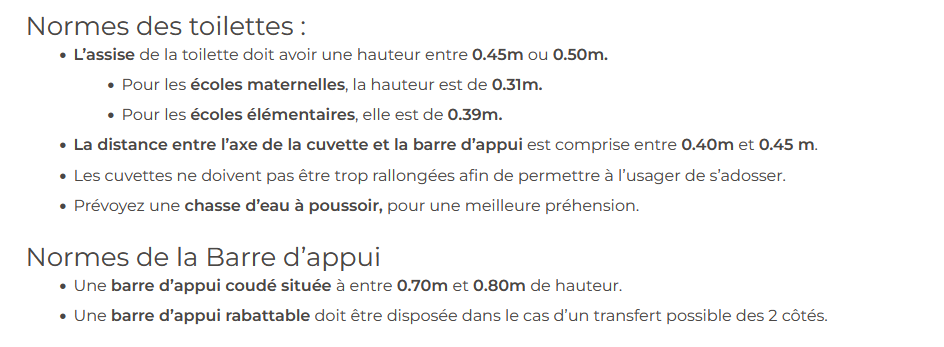 Normes des toilettes :
• L’assise de la toilette doit avoir une hauteur entre 0.45m ou 0.50m.
• Pour les écoles maternelles, la hauteur est de 0.31m.
• Pour les écoles élémentaires, elle est de 0.39m.
• La distance entre l’axe de la cuvette et la barre d’appui est comprise entre 0.40m et 0.45 m.
• Les cuvettes ne doivent pas être trop rallongées afin de permettre à l’usager de s’adosser.
• Prévoyez une chasse d’eau à poussoir, pour une meilleure préhension.
Normes de la Barre d’appui
• Une barre d’appui coudé située à entre 0.70m et 0.80m de hauteur.
• Une barre d’appui rabattable doit être disposée dans le cas d’un transfert possible des 2 côtés.